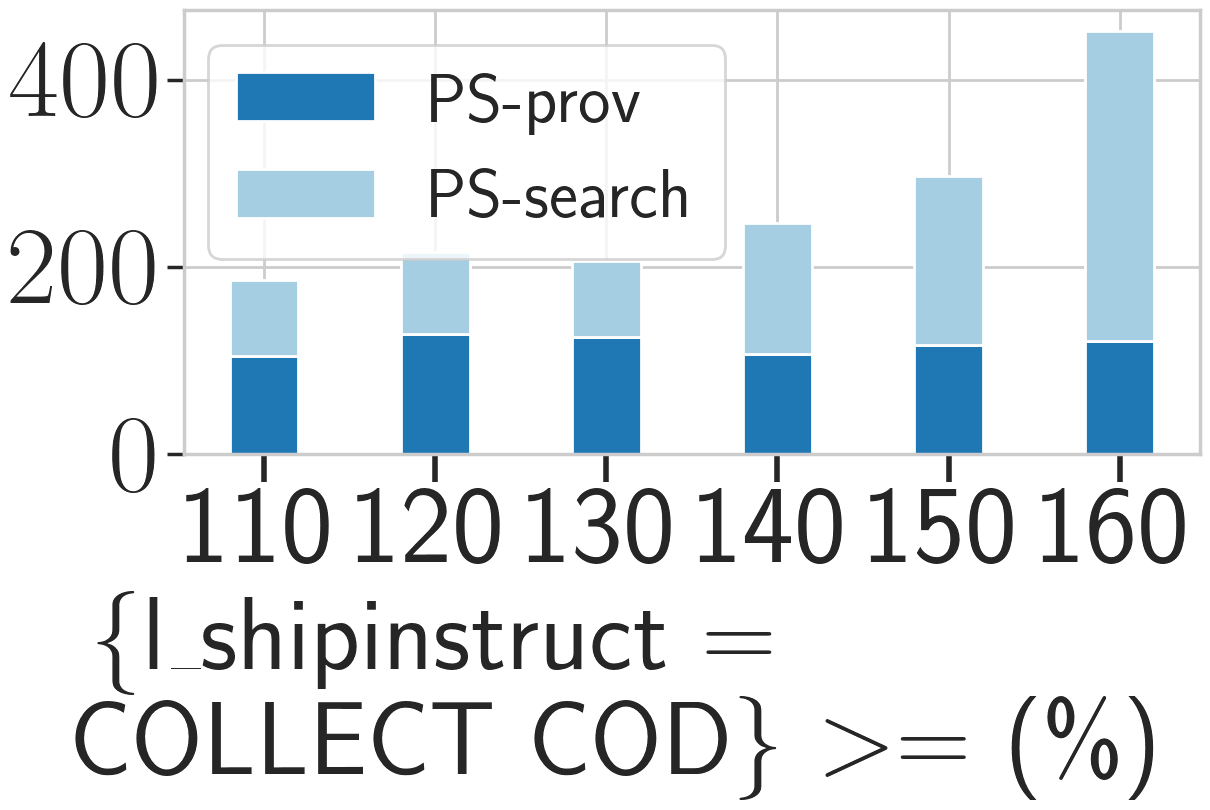 400
PS-prov
PS-search
200
0
110 120 130 140 150 160
{l_shipinstruct =
COLLECT COD} >= (%)